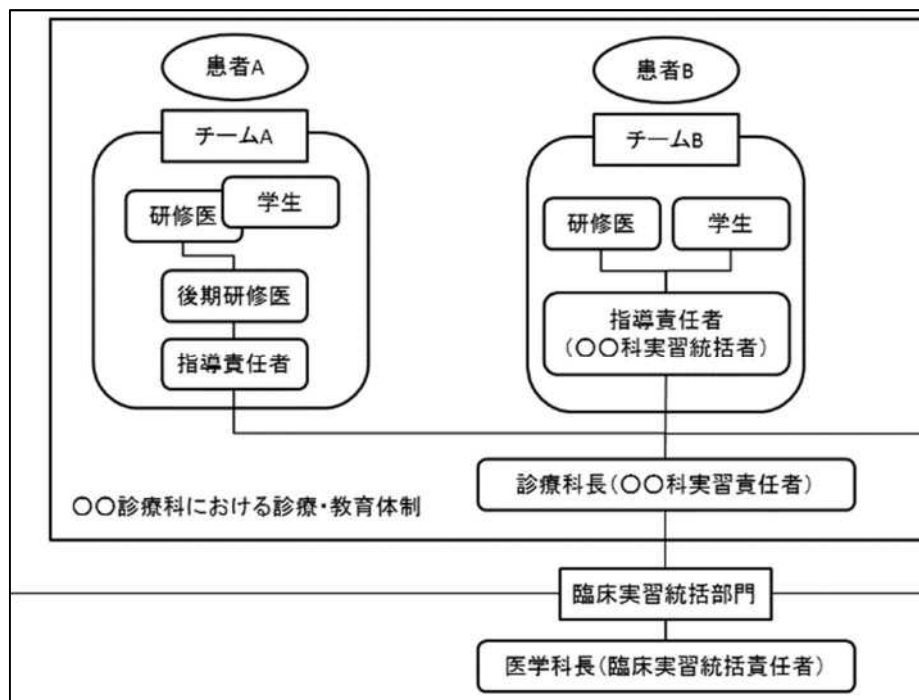 患者A
患者B
チームA
チームB
研修医
学生
研修医
学生
後期研修医
指導責任者
(〇〇科実習統括者)
指導責任者
診療科長(〇〇科実習責任者)
〇〇診療科における診療・教育体制
臨床実習統括部門
医学科長(臨床実習統括責任者)